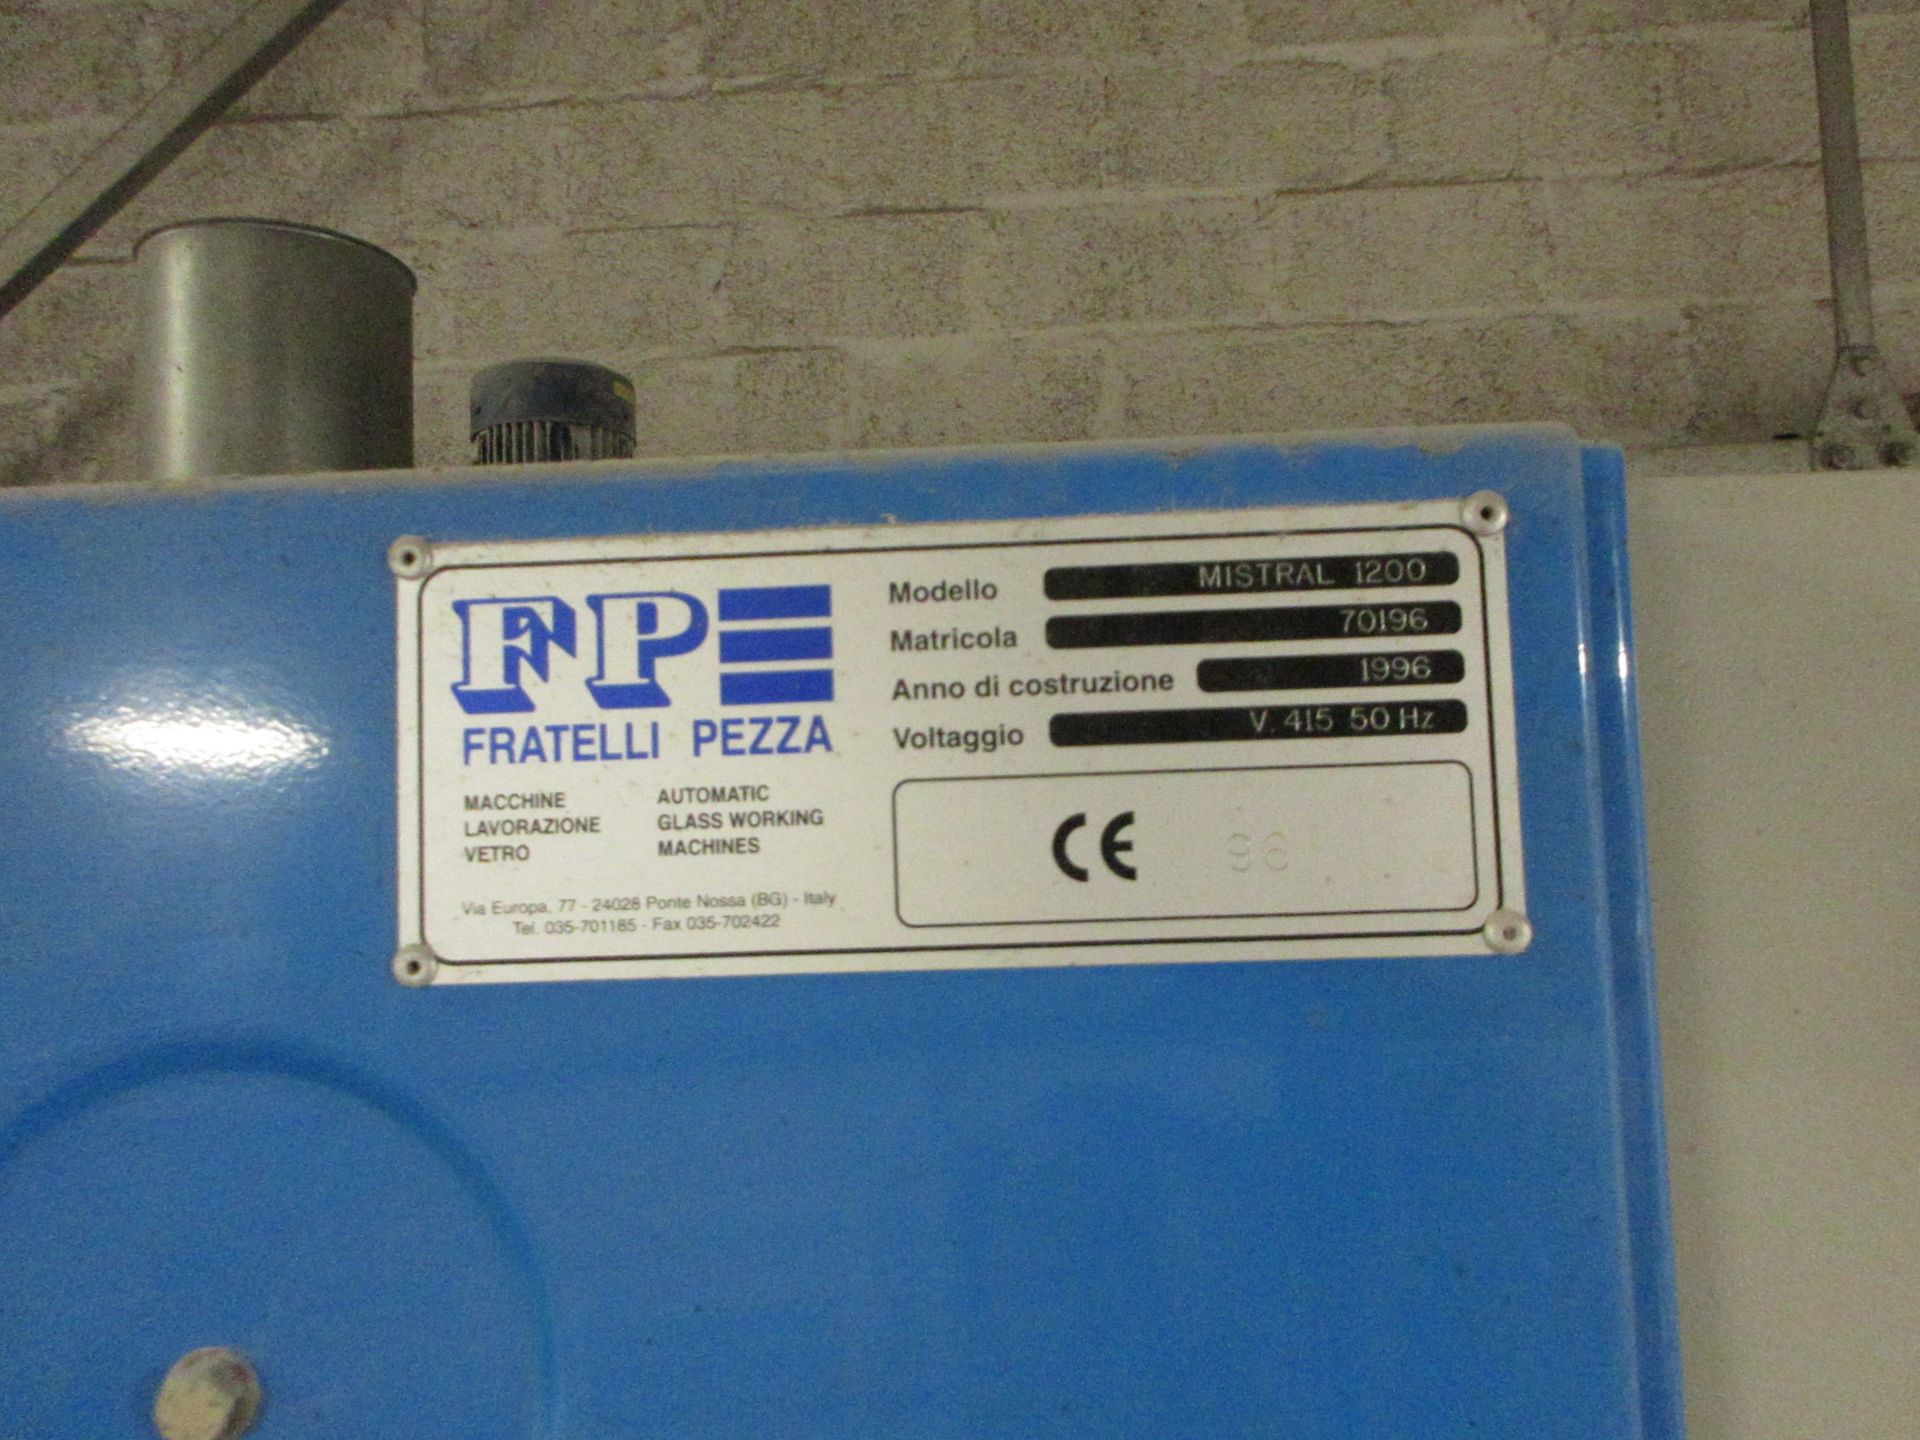 FP
FRATELLI PEZZA
MACCHINE
LAVORAZIONE
VETRO
AUTOMATIC
GLASS WORKING
MACHINES
Via Europa, 77 - 24028 Ponte Nossa (BG) - Italy
Tel. 035-701185 - Fax 035-702422
Modello MISTRAL 1200
Matricola 70196
Anno di costruzione 1996
Voltaggio V. 415 50 Hz
CE 96